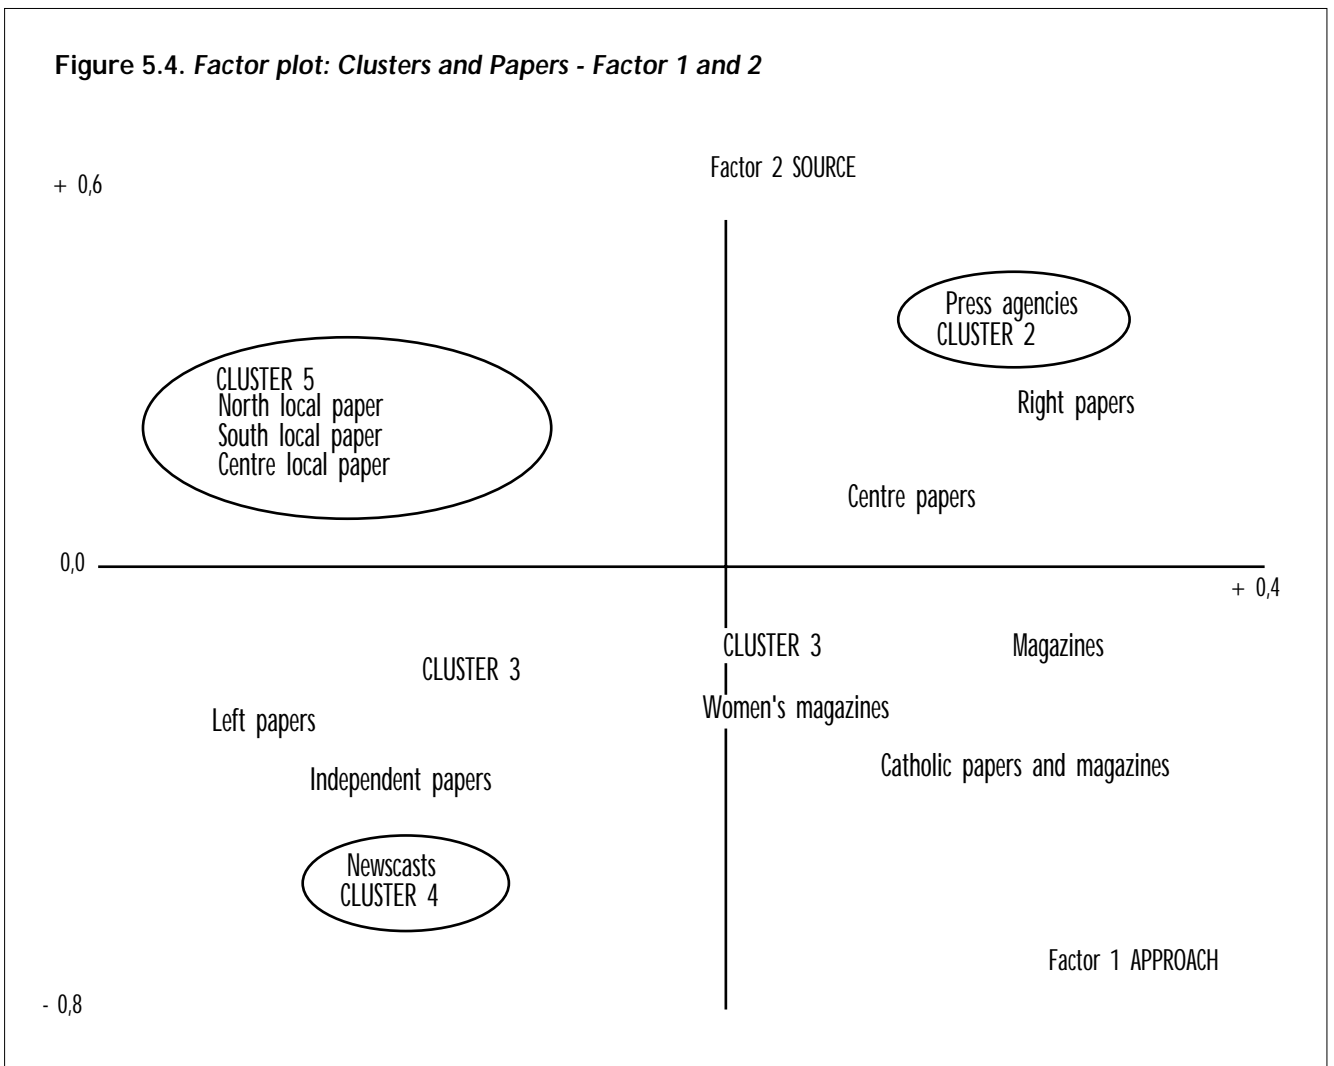 Figure 5.4. Factor plot: Clusters and Papers - Factor 1 and 2
Factor 2 SOURCE
+ 0,6
Press agencies
CLUSTER 2
CLUSTER 5
North local paper
South local paper
Centre local paper
Right papers
Centre papers
0,0
+ 0,4
CLUSTER 3
Magazines
CLUSTER 3
Women's magazines
Left papers
Catholic papers and magazines
Independent papers
Newscasts
CLUSTER 4
Factor 1 APPROACH
- 0,8